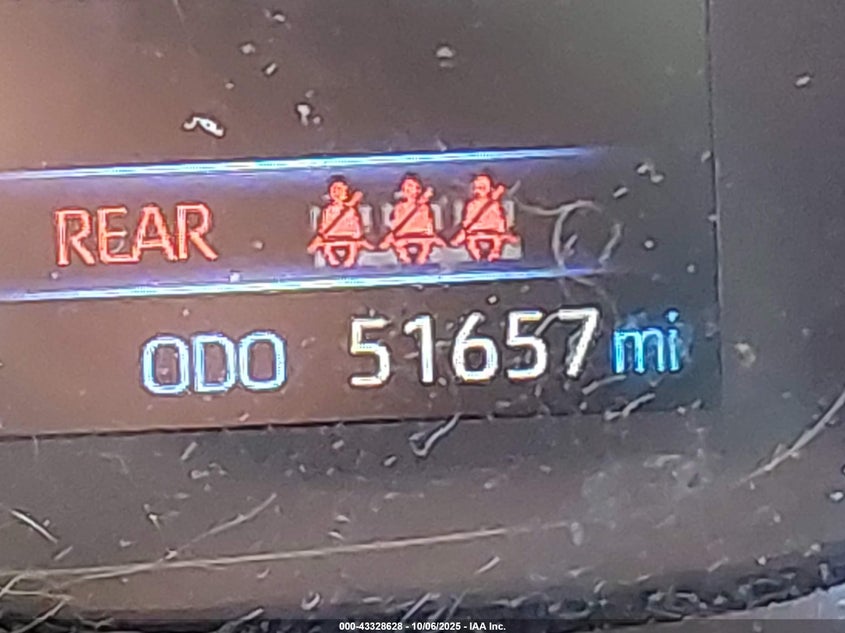 REAR
ODO 51657 mi
000-43328628 - 10/06/2025 - IAA Inc.